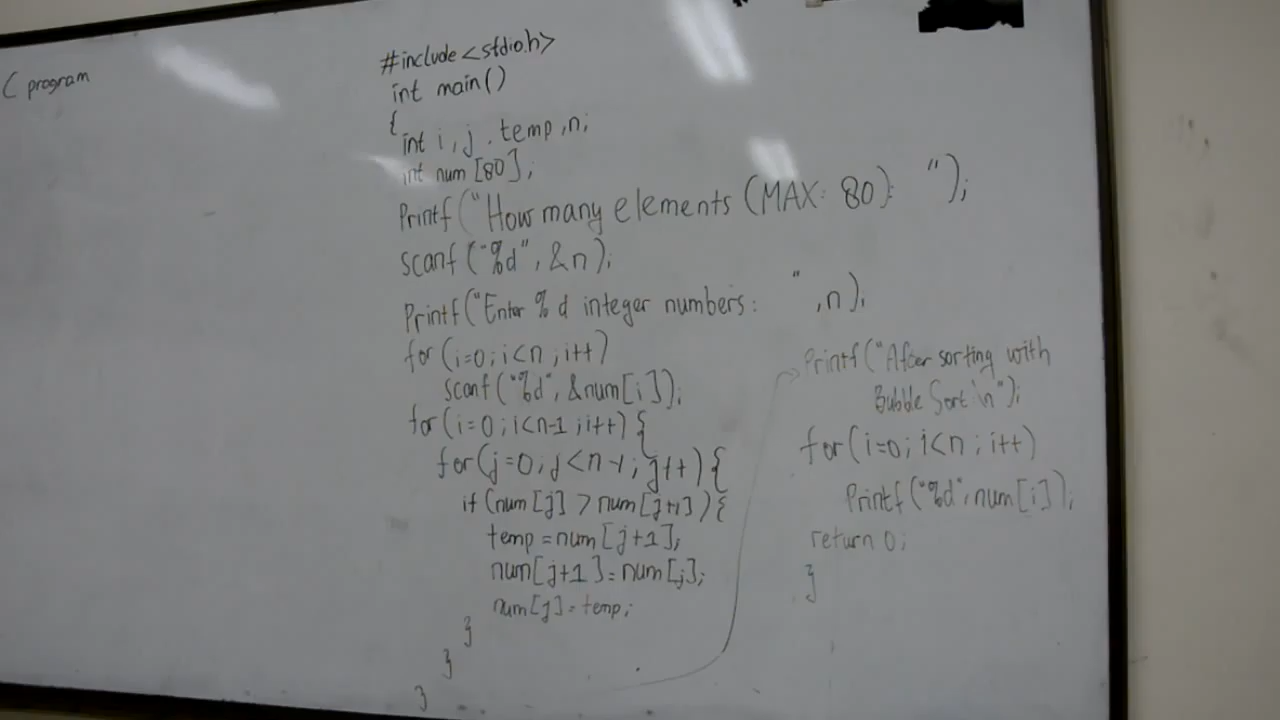 C program
#include<stdio.h>
int main()
{
int i,j,temp,n;
int num[80];
Printf("How many elements (MAX: 80): ");
scanf("%d",&n);
Printf("Enter %d integer numbers: ",n);
for(i=0;i<n;i++)
scanf("%d",&num[i]);
for(i=0;i<n-1;i++){
for(j=0;j<n-1;j++){
if(num[j]>num[j+1]){
temp=num[j+1];
num[j+1]=num[j];
num[j]=temp;
}
}
}
Printf("After sorting with
Bubble Sort \n");
for(i=0;i<n;i++)
Printf("%d",num[i]);
return 0;
}